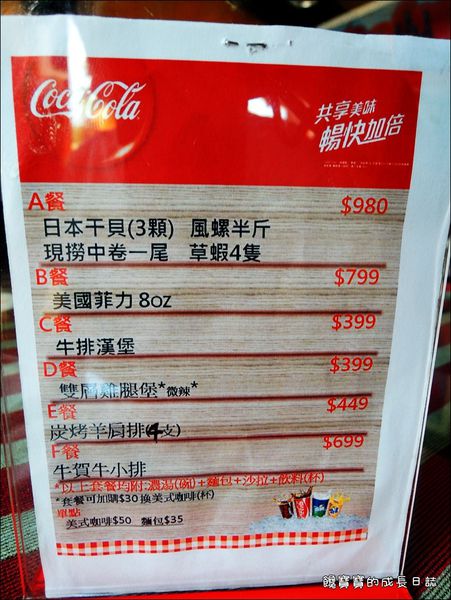 Coca-Cola
共享美味
暢快加倍
A餐 $980
日本干貝(3顆) 風螺半斤
現撈中卷一尾 草蝦4隻
B餐 $799
美國菲力 8oz
C餐 $399
牛排漢堡
D餐 $399
雙層雞腿堡*微辣*
E餐 $449
炭烤羊肩排(4支)
F餐 $699
牛賀牛小排
*以上套餐均附:濃湯(碗)+麵包+沙拉+飲料(杯)
*套餐可加購$30換美式咖啡(杯)
單點
美式咖啡$50 麵包$35
饞寶寶的成長日誌